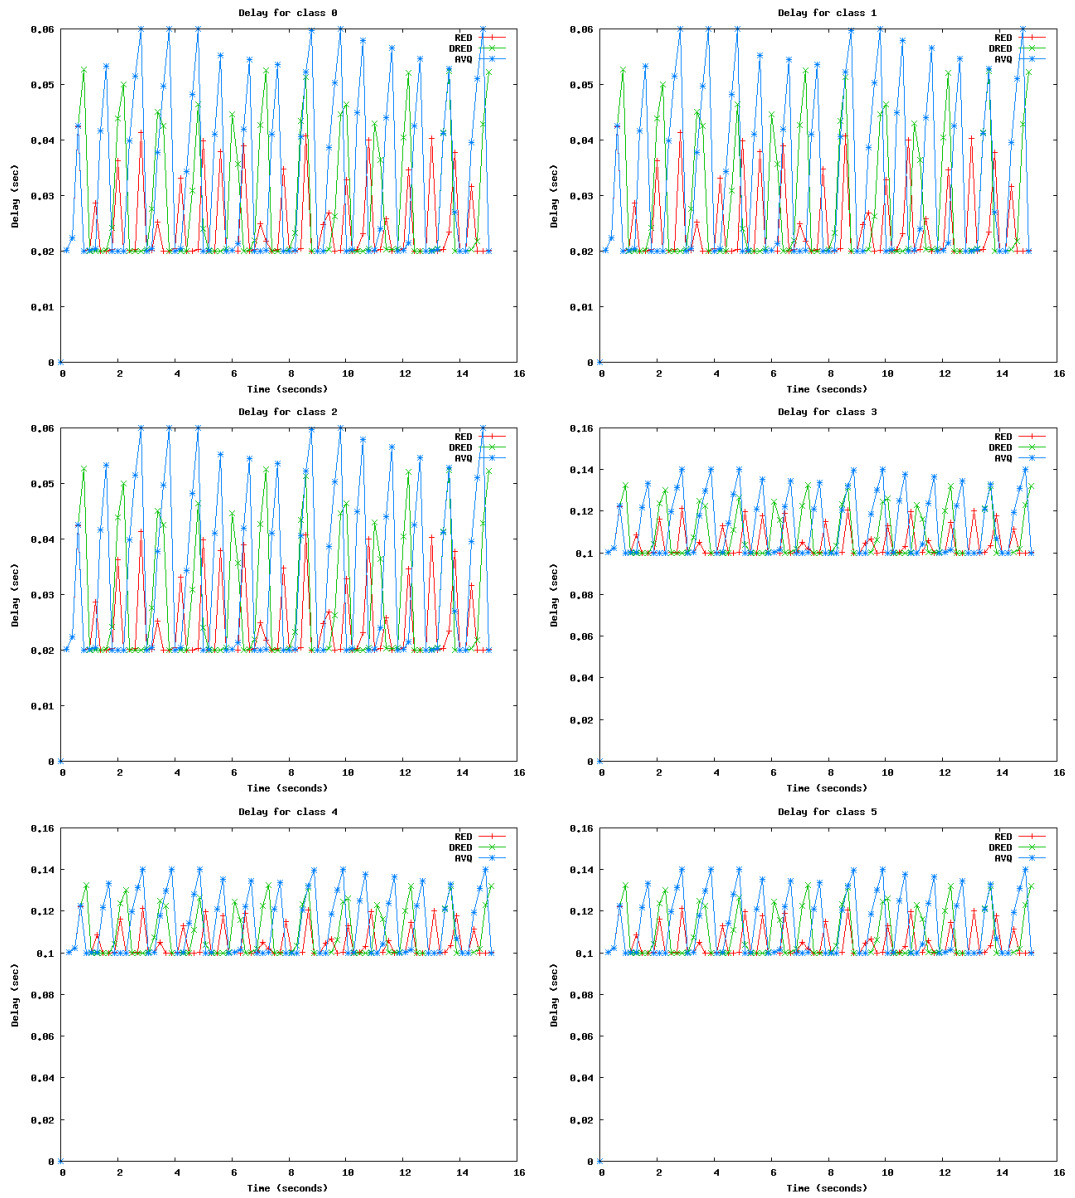 Delay for class 0
RED
DRED
AVQ
0.06
0.05
0.04
0.03
0.02
0.01
0
Delay (sec)
0 2 4 6 8 10 12 14 16
Time (seconds)
Delay for class 1
RED
DRED
AVQ
0.06
0.05
0.04
0.03
0.02
0.01
0
Delay (sec)
0 2 4 6 8 10 12 14 16
Time (seconds)
Delay for class 2
RED
DRED
AVQ
0.06
0.05
0.04
0.03
0.02
0.01
0
Delay (sec)
0 2 4 6 8 10 12 14 16
Time (seconds)
Delay for class 3
RED
DRED
AVQ
0.16
0.14
0.12
0.1
0.08
0.06
0.04
0.02
0
Delay (sec)
0 2 4 6 8 10 12 14 16
Time (seconds)
Delay for class 4
RED
DRED
AVQ
0.16
0.14
0.12
0.1
0.08
0.06
0.04
0.02
0
Delay (sec)
0 2 4 6 8 10 12 14 16
Time (seconds)
Delay for class 5
RED
DRED
AVQ
0.16
0.14
0.12
0.1
0.08
0.06
0.04
0.02
0
Delay (sec)
0 2 4 6 8 10 12 14 16
Time (seconds)